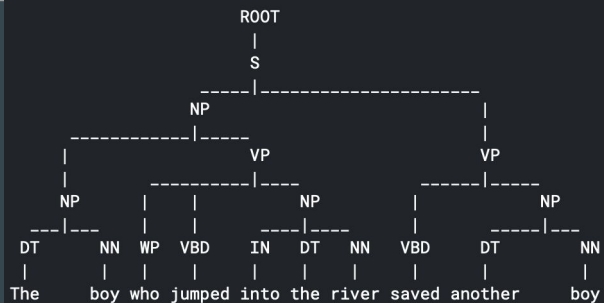 ROOT
S
NP
VP VP
NP NP NP
DT NN WP VBD IN DT NN VBD DT NN
The boy who jumped into the river saved another boy